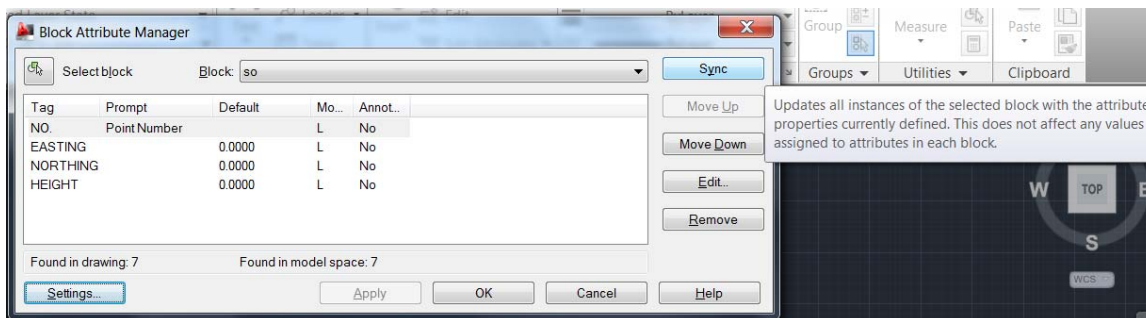 Block Attribute Manager
Select block
Block: so
Sync
Tag Prompt Default Mo... Annot...
NO. Point Number L No
EASTING 0.0000 L No
NORTHING 0.0000 L No
HEIGHT 0.0000 L No
Move Up
Move Down
Edit...
Remove
Found in drawing: 7 Found in model space: 7
Settings... Apply OK Cancel Help
Group Measure Paste
Groups Utilities Clipboard
Updates all instances of the selected block with the attribute
properties currently defined. This does not affect any values
assigned to attributes in each block.
W TOP E
S
WCS